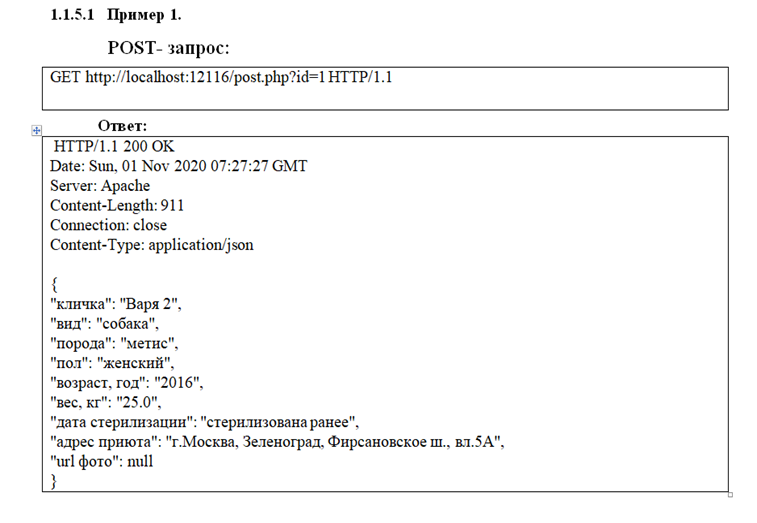 1.1.5.1 Пример 1.
POST- запрос:
GET http://localhost:12116/post.php?id=1 HTTP/1.1
Ответ:
HTTP/1.1 200 OK
Date: Sun, 01 Nov 2020 07:27:27 GMT
Server: Apache
Content-Length: 911
Connection: close
Content-Type: application/json
{
"кличка": "Варя 2",
"вид": "собака",
"порода": "метис",
"пол": "женский",
"возраст, год": "2016",
"вес, кг": "25.0",
"дата стерилизации": "стерилизована ранее",
"адрес приюта": "г.Москва, Зеленоград, Фирсановское ш., вл.5А",
"url фото": null
}